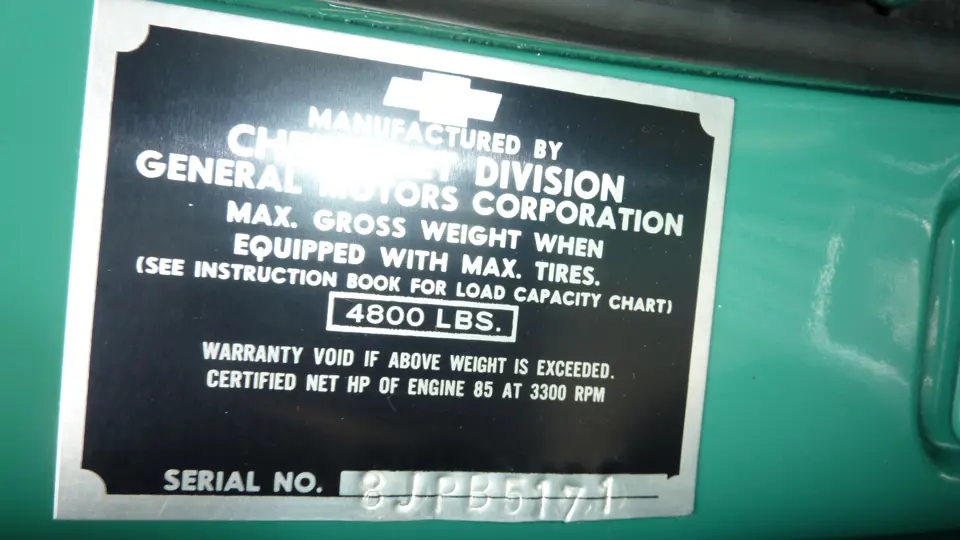 MANUFACTURED BY
CHEVROLET DIVISION
GENERAL MOTORS CORPORATION
MAX. GROSS WEIGHT WHEN
EQUIPPED WITH MAX. TIRES.
(SEE INSTRUCTION BOOK FOR LOAD CAPACITY CHART)
4800 LBS.
WARRANTY VOID IF ABOVE WEIGHT IS EXCEEDED.
CERTIFIED NET HP OF ENGINE 85 AT 3300 RPM
SERIAL NO. 8JPB5171